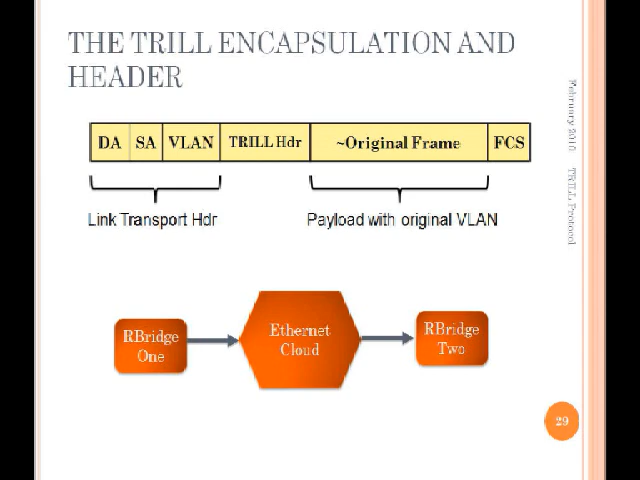 THE TRILL ENCAPSULATION AND
HEADER
DA SA VLAN TRILL Hdr ~Original Frame FCS
Link Transport Hdr Payload with original VLAN
RBridge
One
Ethernet
Cloud
RBridge
Two
February 2010 TRILL Protocol
29